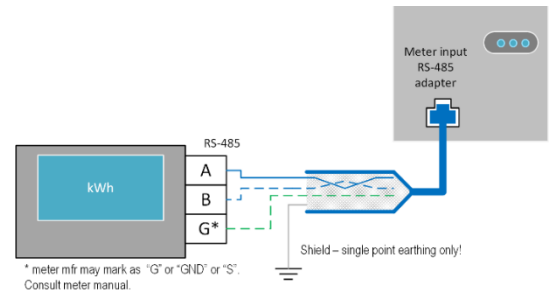 Meter input
RS-485
adapter
RS-485
A
kWh
B
G*
Shield – single point earthing only!
* meter mfr may mark as “G” or “GND” or “S”.
Consult meter manual.